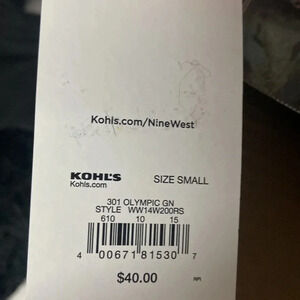 Kohls.com/NineWest
KOHL'S
Kohls.com
SIZE SMALL
301 OLYMPIC GN
STYLE WW14W200RS
610 10 15
4 00671 81530 7
$40.00
RPI